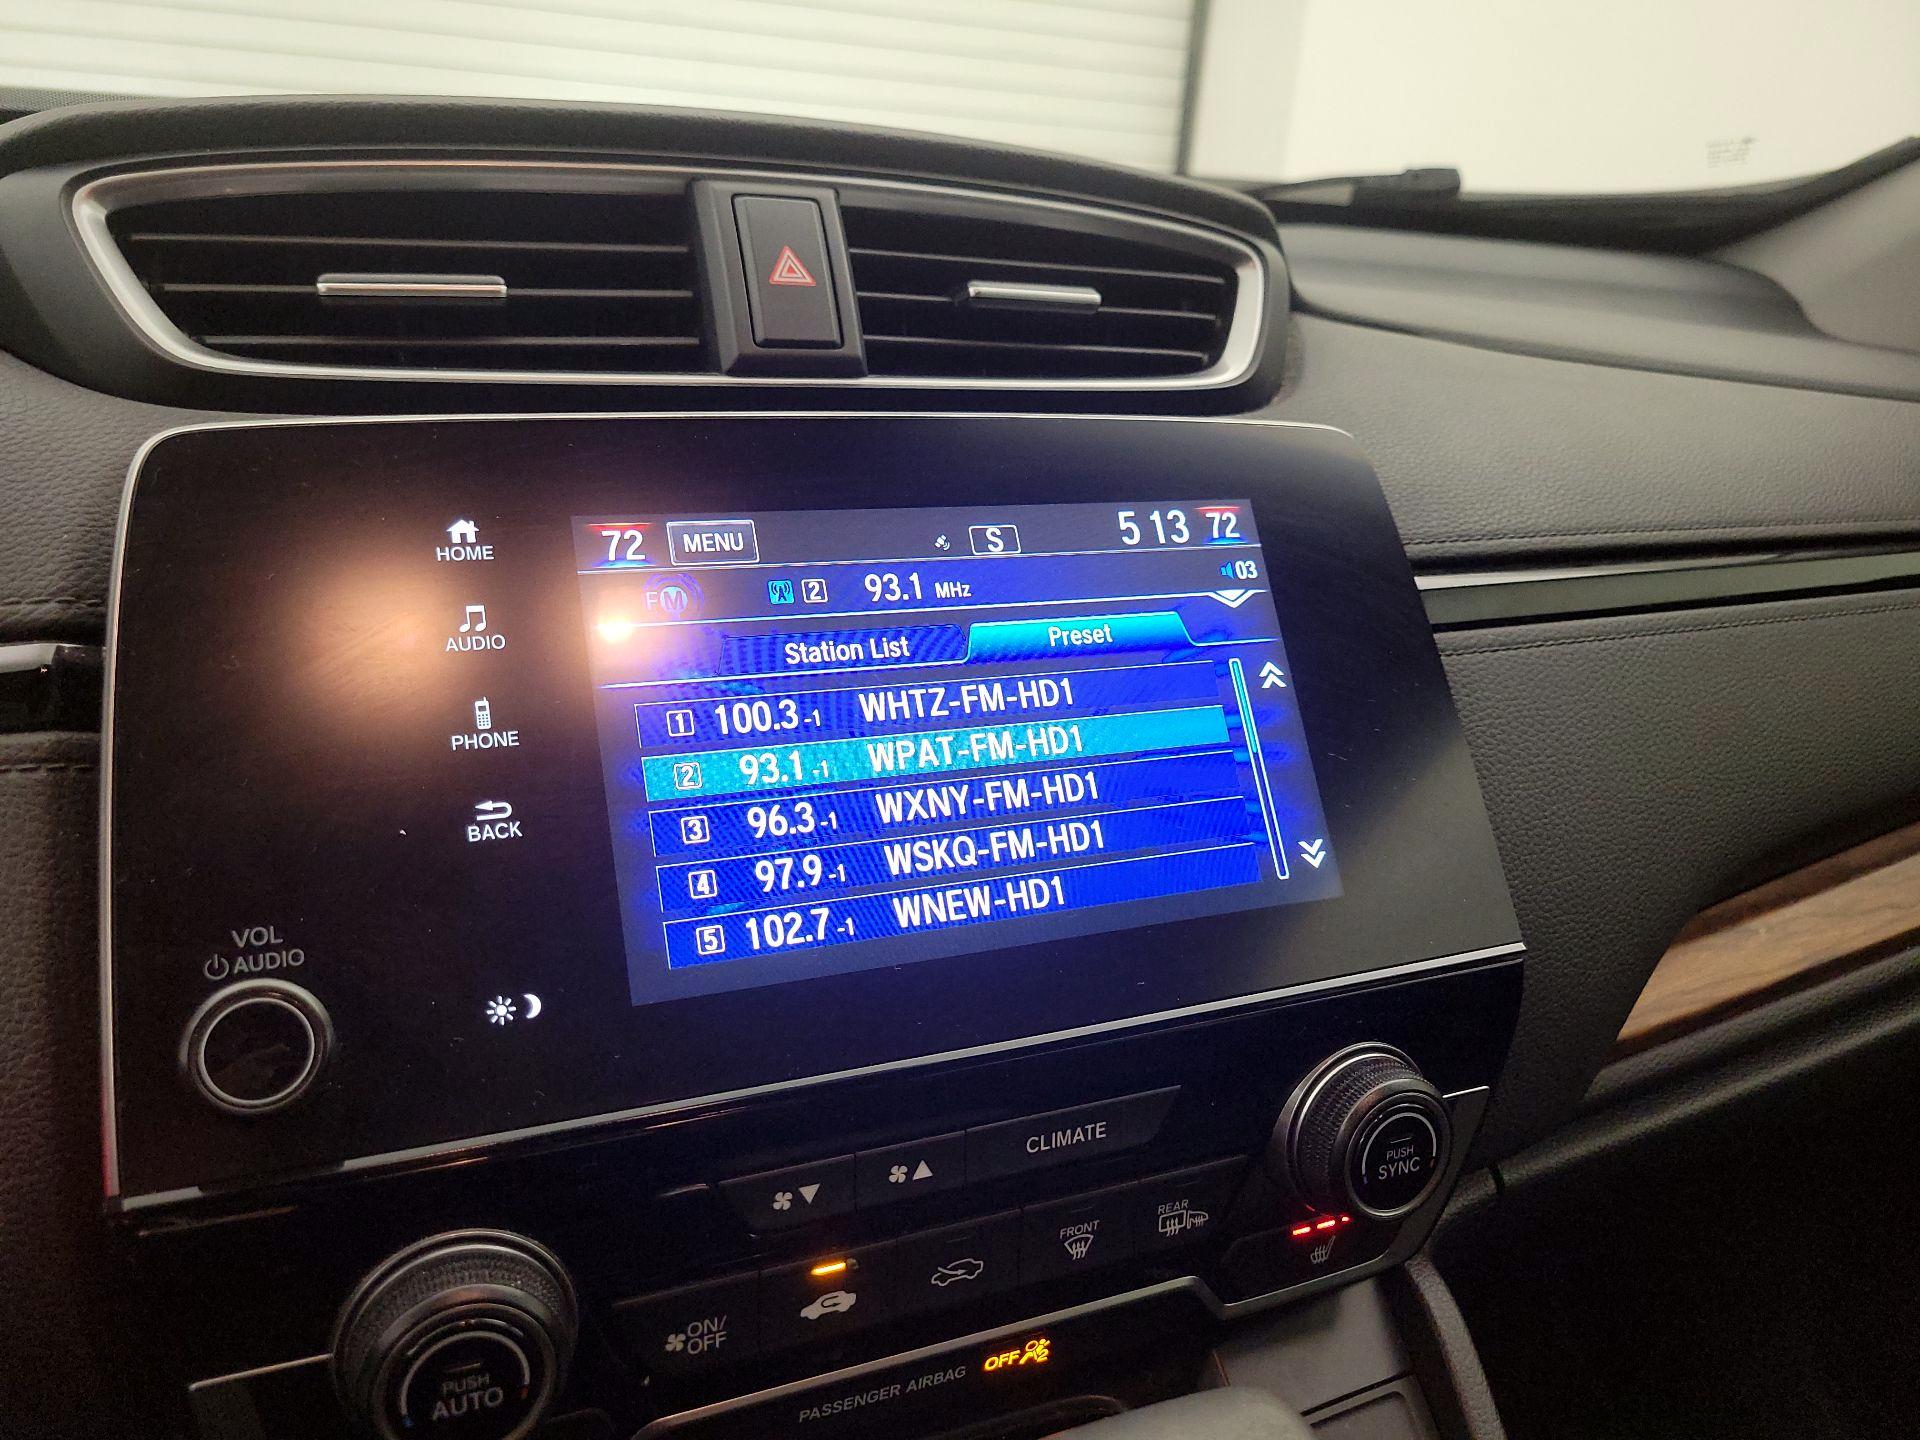 72 MENU S 5 13 72
FM 2 93.1 MHz 03
Station List Preset
1 100.3-1 WHTZ-FM-HD1
2 93.1-1 WPAT-FM-HD1
3 96.3-1 WXNY-FM-HD1
4 97.9-1 WSKQ-FM-HD1
5 102.7-1 WNEW-HD1
HOME
AUDIO
PHONE
BACK
VOL
AUDIO
CLIMATE
PUSH
SYNC
FRONT
REAR
ON/
OFF
PUSH
AUTO
PASSENGER AIRBAG OFF 2